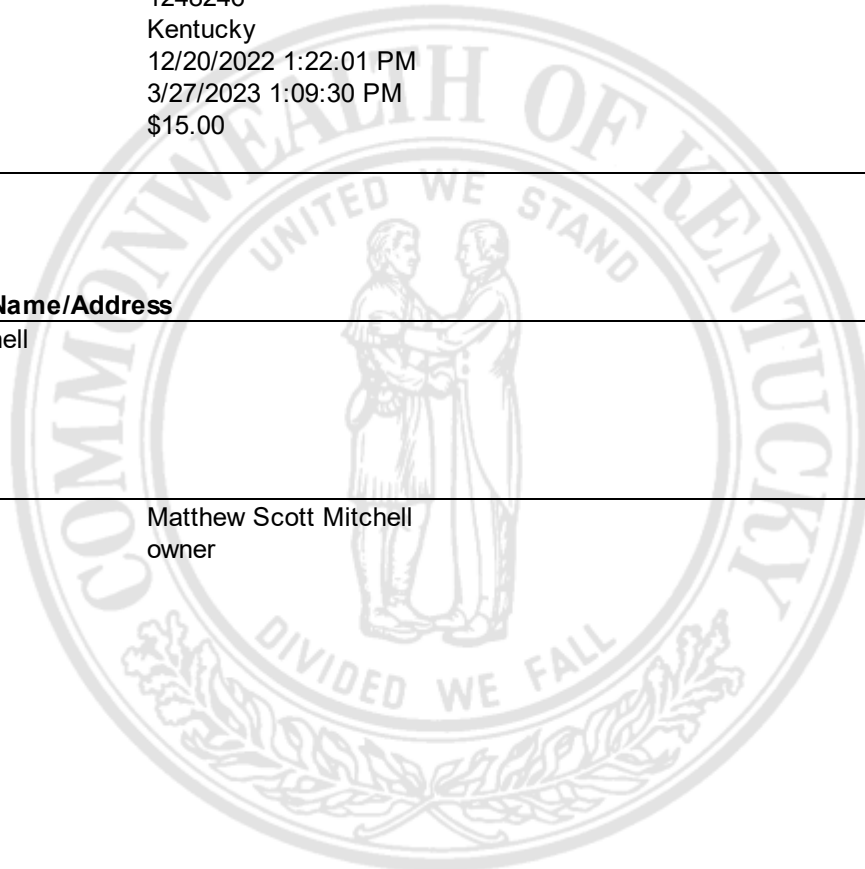 Kentucky
12/20/2022 1:22:01 PM
3/27/2023 1:09:30 PM
$15.00
Name/Address
Matthew Scott Mitchell
owner
COMMONWEALTH OF KENTUCKY
UNITED WE STAND
DIVIDED WE FALL